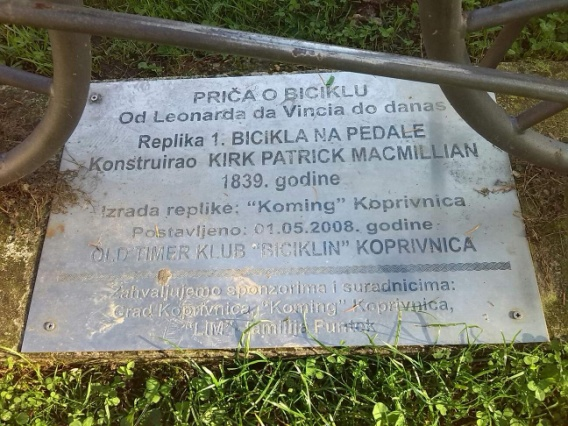 PRIČA O BICIKLU
Od Leonarda da Vincia do danas
Replika 1. BICIKLA NA PEDALE
Konstruirao KIRK PATRICK MACMILLIAN
1839. godine
Izrada replike: "Koming" Koprivnica
Postavljeno: 01.05.2008. godine
OLD TIMER KLUB "BICIKLIN" KOPRIVNICA
Zahvaljujemo sponzorima i suradnicima:
Grad Koprivnica, "Koming" Koprivnica,
"LIM" familija Funtek